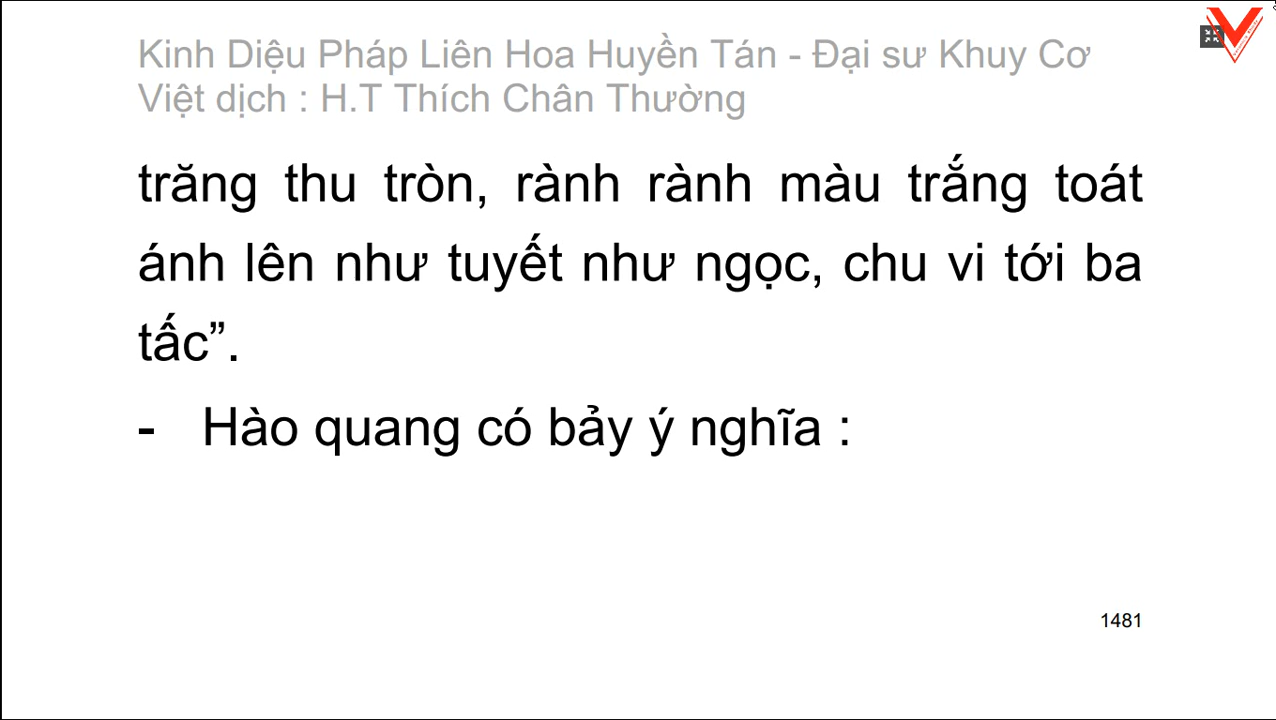 Kinh Diệu Pháp Liên Hoa Huyền Tán - Đại sư Khuy Cơ
Việt dịch : H.T Thích Chân Thường
trăng thu tròn, rành rành màu trắng toát
ánh lên như tuyết như ngọc, chu vi tới ba
tấc”.
- Hào quang có bảy ý nghĩa :
1481